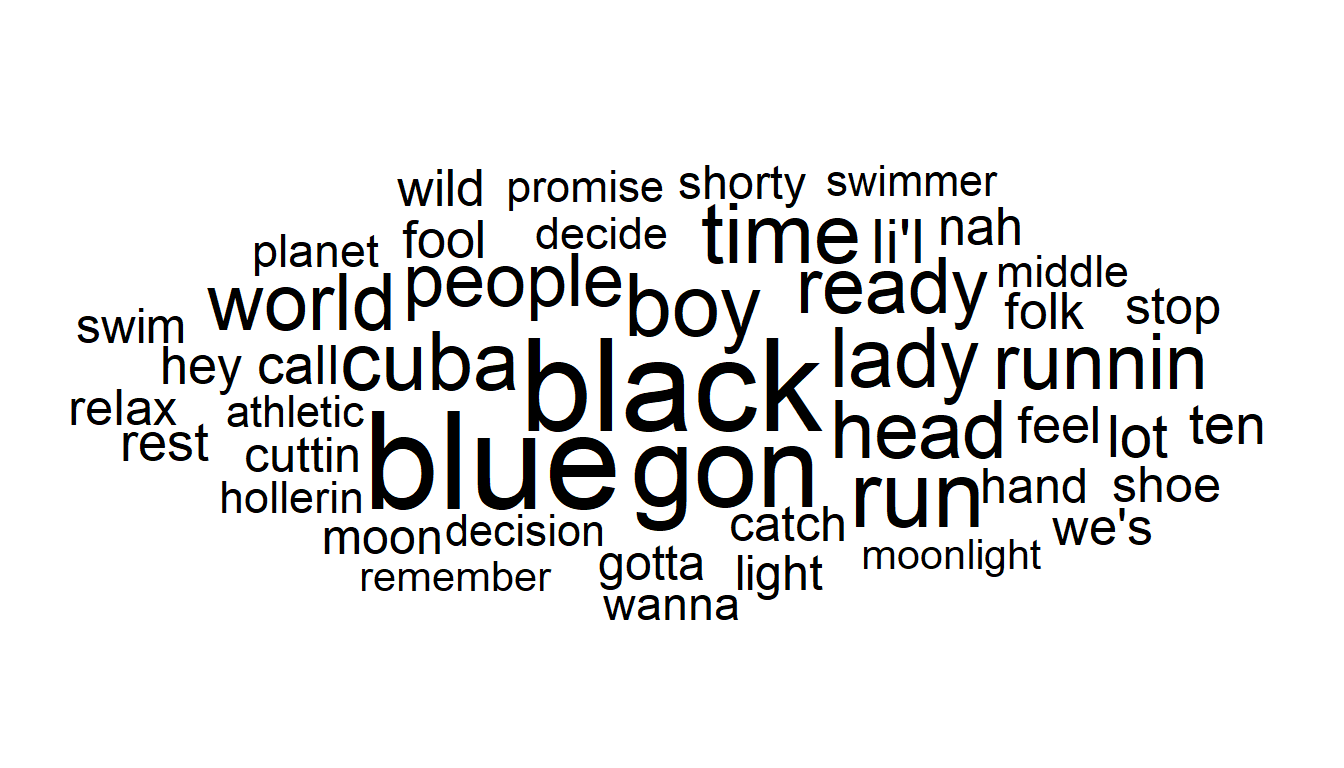 wild promise shorty swimmer
planet fool decide time li'l nah
swim world people boy ready middle folk stop
hey call cuba black lady runnin
relax athletic head feel lot ten
rest cuttin blue gon
hollerin run hand shoe
moon decision catch we's
remember gotta light moonlight
wanna